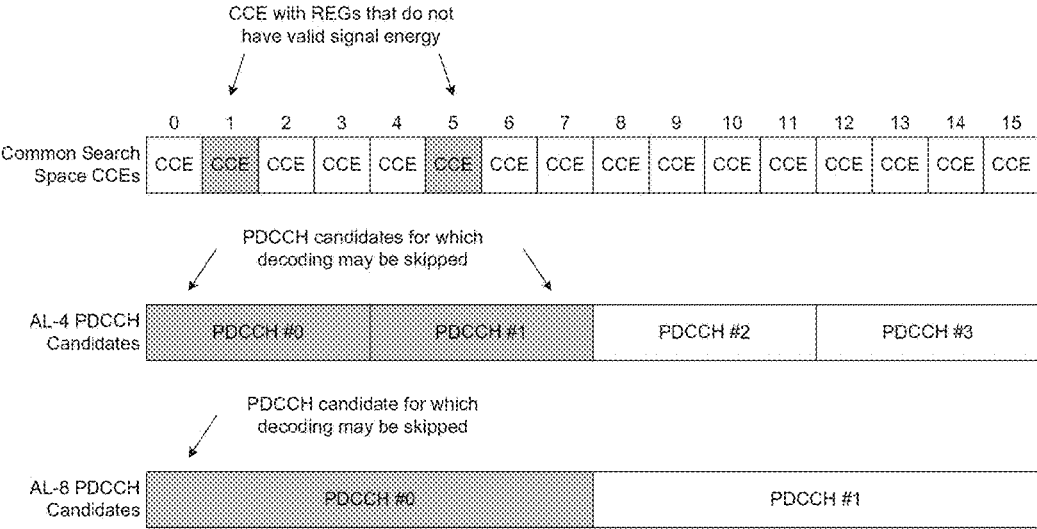 CCE with REGs that do not
have valid signal energy
0 1 2 3 4 5 6 7 8 9 10 11 12 13 14 15
Common Search
Space CCEs
CCE CCE CCE CCE CCE CCE CCE CCE CCE CCE CCE CCE CCE CCE CCE CCE
PDCCH candidates for which
decoding may be skipped
AL-4 PDCCH
Candidates
PDCCH #0 PDCCH #1 PDCCH #2 PDCCH #3
PDCCH candidate for which
decoding may be skipped
AL-8 PDCCH
Candidates
PDCCH #0 PDCCH #1